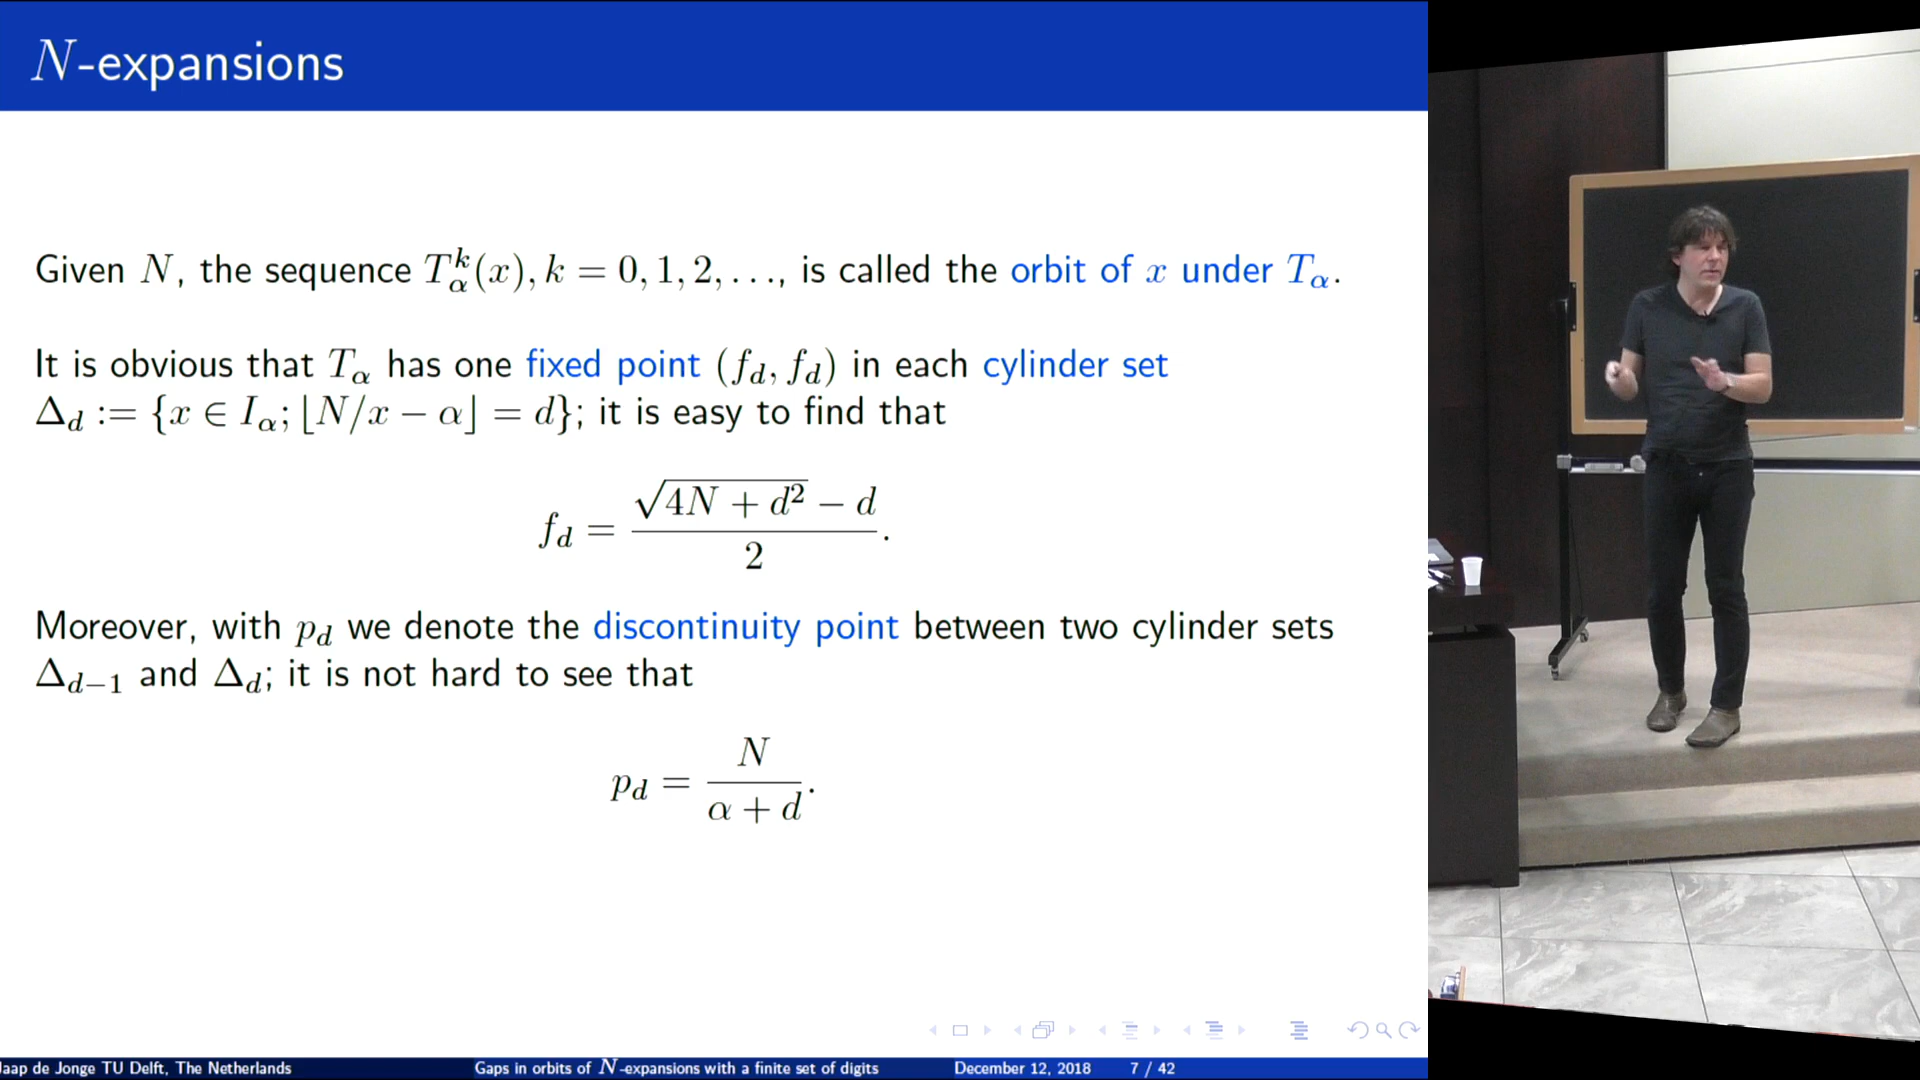 N-expansions
Given N, the sequence T_α^k(x), k = 0, 1, 2, . . ., is called the orbit of x under T_α.
It is obvious that T_α has one fixed point (f_d, f_d) in each cylinder set
Δ_d := {x ∈ I_α; ⌊N/x − α⌋ = d}; it is easy to find that
f_d = (√(4N + d²) − d) / 2.
Moreover, with p_d we denote the discontinuity point between two cylinder sets
Δ_{d−1} and Δ_d; it is not hard to see that
p_d = N / (α + d).
Jaap de Jonge TU Delft, The Netherlands
Gaps in orbits of N-expansions with a finite set of digits
December 12, 2018
7 / 42